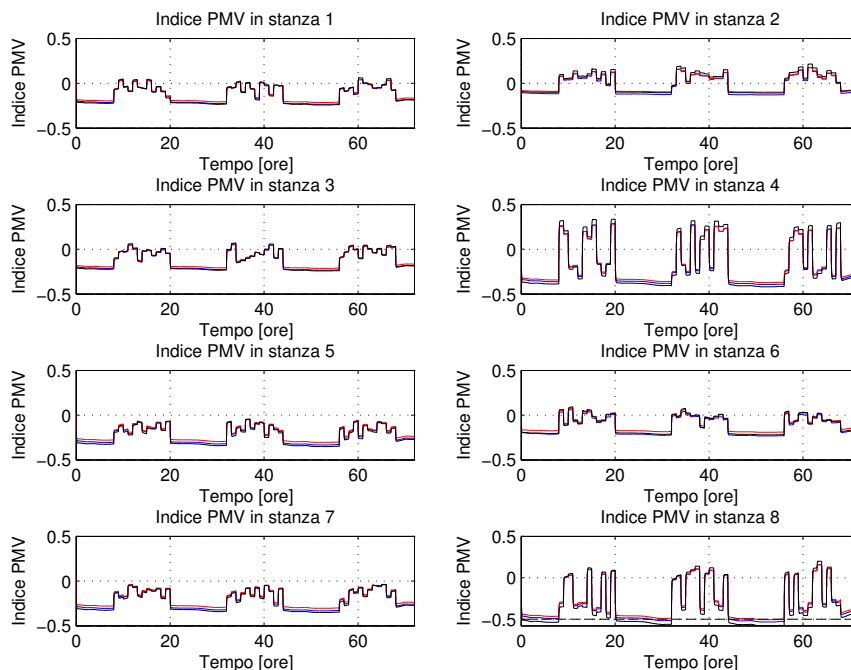 Indice PMV in stanza 1
Indice PMV in stanza 2
0.5
0
−0.5
Indice PMV
0 20 40 60
Tempo [ore]
0.5
0
−0.5
Indice PMV
0 20 40 60
Tempo [ore]
Indice PMV in stanza 3
Indice PMV in stanza 4
0.5
0
−0.5
Indice PMV
0 20 40 60
Tempo [ore]
0.5
0
−0.5
Indice PMV
0 20 40 60
Tempo [ore]
Indice PMV in stanza 5
Indice PMV in stanza 6
0.5
0
−0.5
Indice PMV
0 20 40 60
Tempo [ore]
0.5
0
−0.5
Indice PMV
0 20 40 60
Tempo [ore]
Indice PMV in stanza 7
Indice PMV in stanza 8
0.5
0
−0.5
Indice PMV
0 20 40 60
Tempo [ore]
0.5
0
−0.5
Indice PMV
0 20 40 60
Tempo [ore]